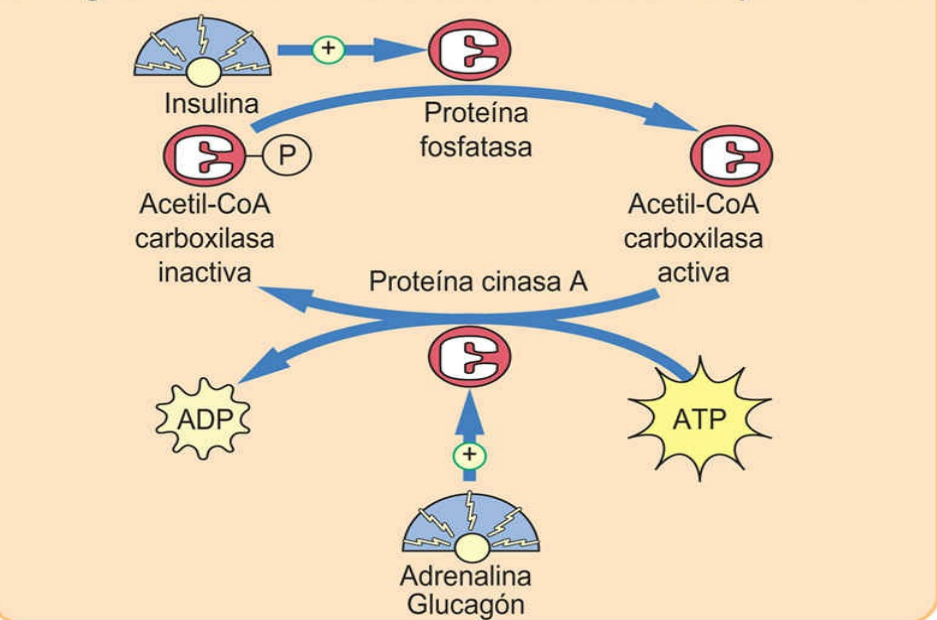 +
Insulina
Proteína
fosfatasa
P
Acetil-CoA
carboxilasa
inactiva
Acetil-CoA
carboxilasa
activa
Proteína cinasa A
ADP
ATP
+
Adrenalina
Glucagón